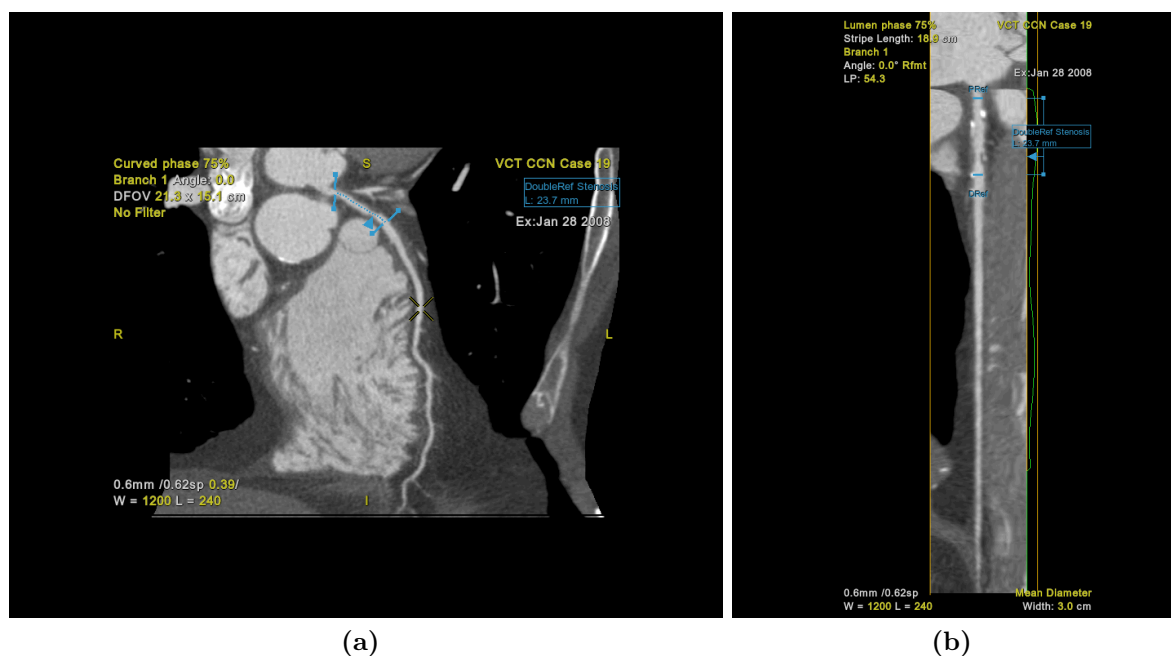 Curved phase 75%
Branch 1 Angle: 0.0
DFOV 21.3 x 15.1 cm
No Filter
S
VCT CCN Case 19
DoubleRef Stenosis
L: 23.7 mm
Ex:Jan 28 2008
R
L
0.6mm /0.62sp 0.39/
W = 1200 L = 240
I
(a)
Lumen phase 75%
Stripe Length: 18.9 cm
Branch 1
Angle: 0.0° Rfmt
LP: 54.3
VCT CCN Case 19
Ex:Jan 28 2008
PRef
DoubleRef Stenosis
L: 23.7 mm
DRef
0.6mm /0.62sp
W = 1200 L = 240
Mean Diameter
Width: 3.0 cm
(b)